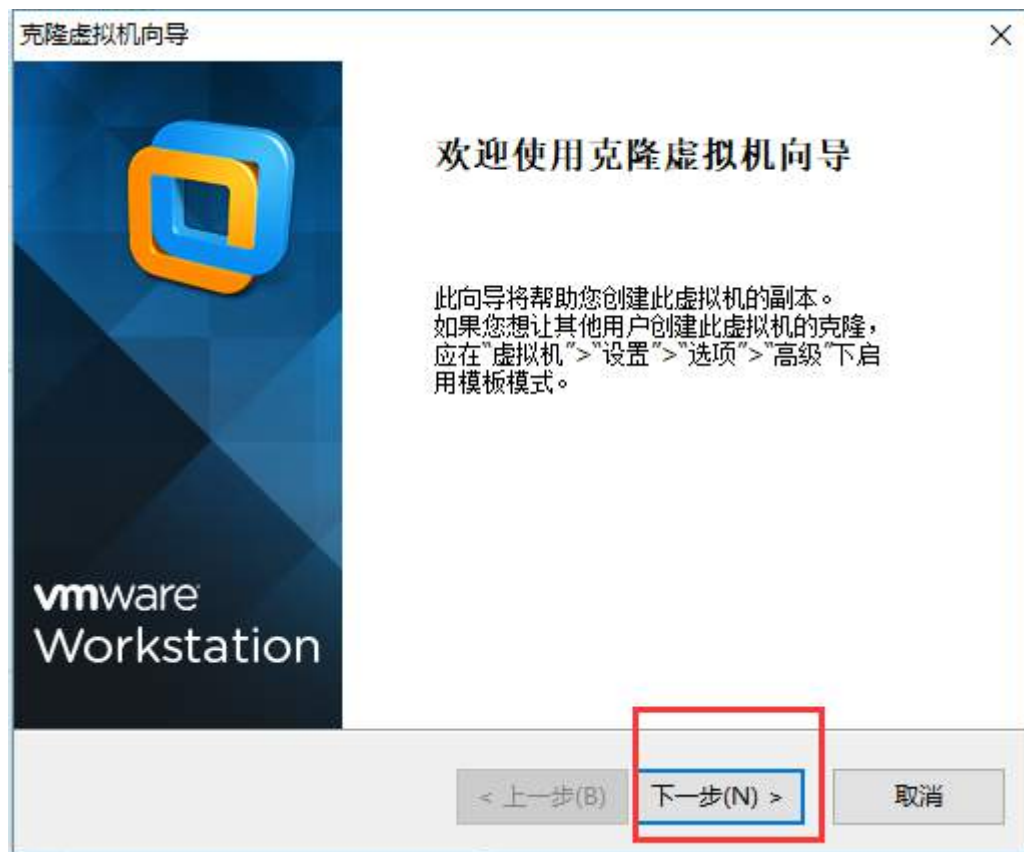 克隆虚拟机向导
欢迎使用克隆虚拟机向导
此向导将帮助您创建此虚拟机的副本。
如果您想让其他用户创建此虚拟机的克隆，
应在"虚拟机">"设置">"选项">"高级"下启
用模板模式。
vmware
Workstation
< 上一步(B)
下一步(N) >
取消